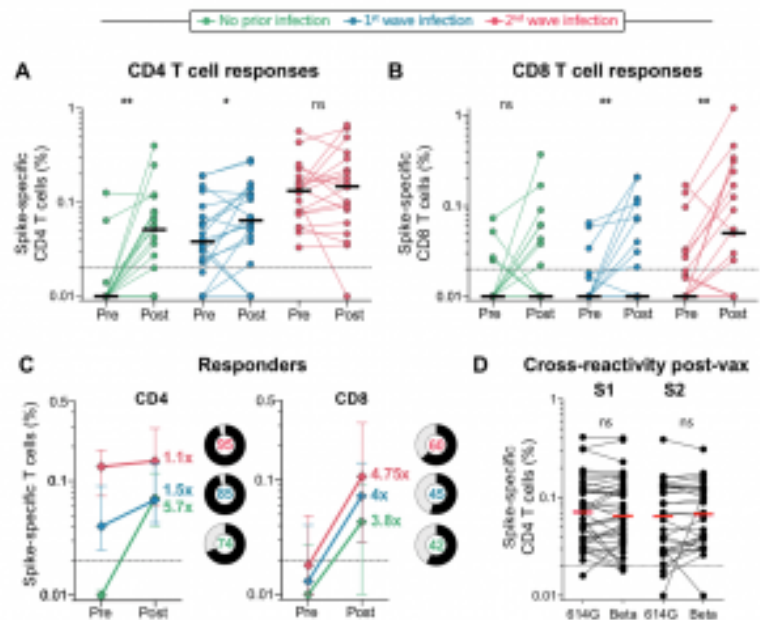 No prior infection 1st wave infection 2nd wave infection
A CD4 T cell responses
B CD8 T cell responses
** * ns
ns ** **
Spike-specific
CD4 T cells (%)
1
0.1
0.01
Pre Post Pre Post Pre Post
Spike-specific
CD8 T cells (%)
1
0.1
0.01
Pre Post Pre Post Pre Post
C Responders
CD4
CD8
Spike-specific T cells (%)
0.5
0.1
0.01
1.1x
1.5x
5.7x
95
85
74
Pre Post
0.5
0.1
0.01
4.75x
4x
3.8x
45
42
Pre Post
D Cross-reactivity post-vax
S1 S2
ns ns
Spike-specific
CD4 T cells (%)
1
0.1
0.01
614G Beta 614G Beta